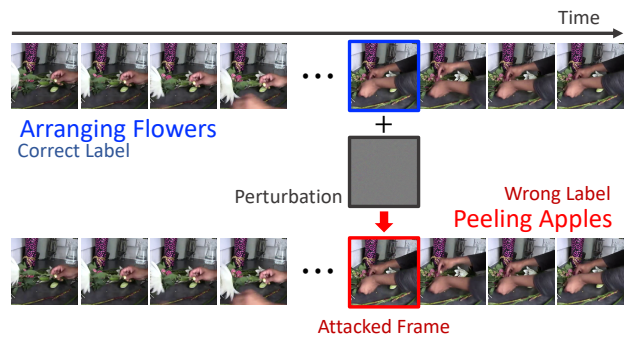 Time
...
Arranging Flowers
Correct Label
+
Perturbation
Wrong Label
Peeling Apples
...
Attacked Frame